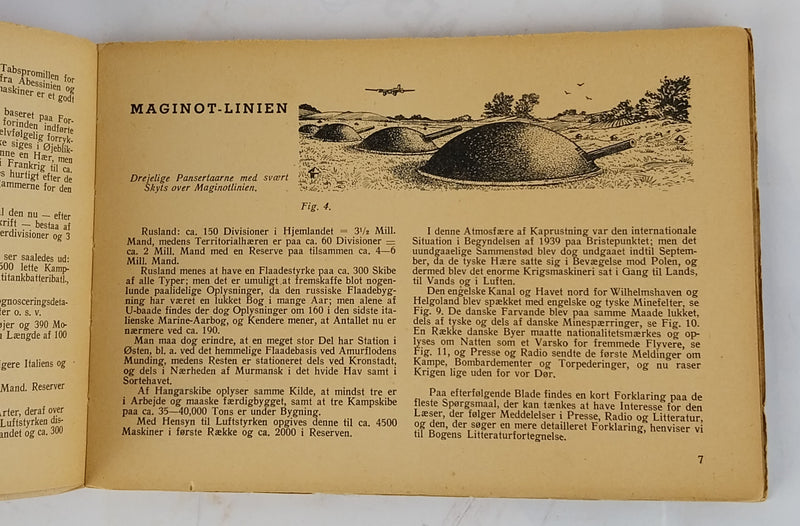 Tabspromillen for
fra Abessinien og
maskiner er et godt
baseret paa For-
forinden indførte
elvfølgelig forryk-
ke siges i Øjeblik-
nne en Hær, men
i Frankrig til ca.
es hurtigt efter de
ammerne for den
l den nu — efter
krift — bestaa af
erdivisioner og 3
ser saaledes ud:
500 lette Kamp-
titankbatteribatl.,
ognosceringsdeta-
fer o. s. v.
øjer og 390 Mo-
n Længde af 100
igere Italiens og
Mand. Reserver
Arter, deraf over
Luftstyrken dis-
andet og ca. 300
MAGINOT-LINIEN
Drejelige Pansertaarne med svært
Skyts over Maginotlinien.
Fig. 4.
Rusland: ca. 150 Divisioner i Hjemlandet = 3½ Mill.
Mand, medens Territorialhæren er paa ca. 60 Divisioner =
ca. 2 Mill. Mand med en Reserve paa tilsammen ca. 4—6
Mill. Mand.
Rusland menes at have en Flaadestyrke paa ca. 300 Skibe
af alle Typer; men det er umuligt at fremskaffe blot nogen-
lunde paalidelige Oplysninger, da den russiske Flaadebyg-
ning har været en lukket Bog i mange Aar; men alene af
U-baade findes der dog Oplysninger om 160 i den sidste ita-
lienske Marine-Aarbog, og Kendere mener, at Antallet nu er
nærmere ved ca. 190.
Man maa dog erindre, at en meget stor Del har Station i
Østen, bl. a. ved det hemmelige Flaadebasis ved Amurflodens
Munding, medens Resten er stationeret dels ved Kronstadt,
og dels i Nærheden af Murmansk i det hvide Hav samt i
Sortehavet.
Af Hangarskibe oplyser samme Kilde, at mindst tre er
i Arbejde og maaske færdigbygget, samt at tre Kampskibe
paa ca. 35—40,000 Tons er under Bygning.
Med Hensyn til Luftstyrken opgives denne til ca. 4500
Maskiner i første Række og ca. 2000 i Reserven.
I denne Atmosfære af Kaprustning var den internationale
Situation i Begyndelsen af 1939 paa Bristepunktet; men det
uundgaaelige Sammenstød blev dog undgaaet indtil Septem-
ber, da de tyske Hære satte sig i Bevægelse mod Polen, og
dermed blev det enorme Krigsmaskineri sat i Gang til Lands,
til Vands og i Luften.
Den engelske Kanal og Havet nord for Wilhelmshaven og
Helgoland blev spækket med engelske og tyske Minefelter, se
Fig. 9. De danske Farvande blev paa samme Maade lukket,
dels af tyske og dels af danske Minespærringer, se Fig. 10.
En Række danske Byer maatte nationalitetsmærkes og op-
lyses om Natten som et Varsko for fremmede Flyvere, se
Fig. 11, og Presse og Radio sendte de første Meldinger om
Kampe, Bombardementer og Torpederinger, og nu raser
Krigen lige uden for vor Dør.
Paa efterfølgende Blade findes en kort Forklaring paa de
fleste Spørgsmaal, der kan tænkes at have Interesse for den
Læser, der følger Meddelelser i Presse, Radio og Litteratur,
og den, der søger en mere detailleret Forklaring, henviser vi
til Bogens Litteraturfortegnelse.
7